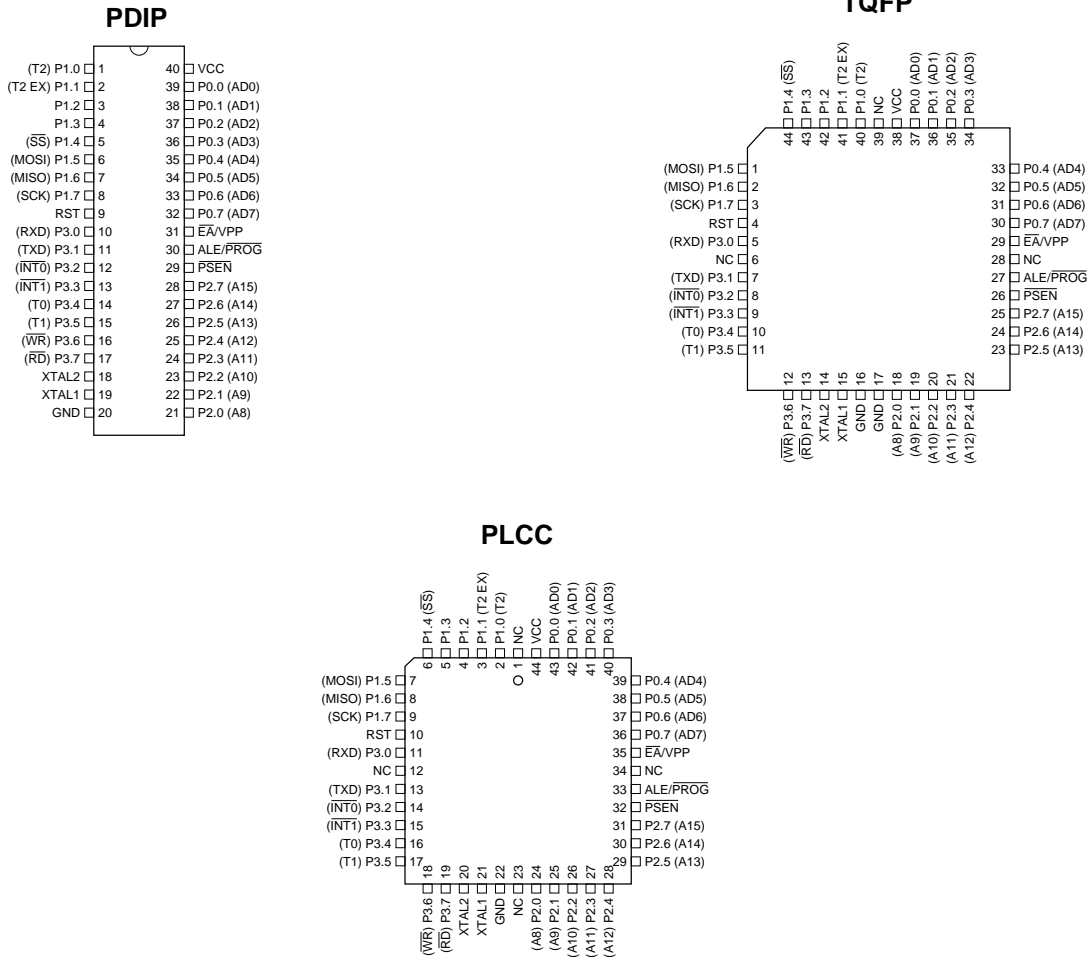 PDIP
(T2) P1.0 1 40 VCC
(T2 EX) P1.1 2 39 P0.0 (AD0)
P1.2 3 38 P0.1 (AD1)
P1.3 4 37 P0.2 (AD2)
(SS) P1.4 5 36 P0.3 (AD3)
(MOSI) P1.5 6 35 P0.4 (AD4)
(MISO) P1.6 7 34 P0.5 (AD5)
(SCK) P1.7 8 33 P0.6 (AD6)
RST 9 32 P0.7 (AD7)
(RXD) P3.0 10 31 EA/VPP
(TXD) P3.1 11 30 ALE/PROG
(INT0) P3.2 12 29 PSEN
(INT1) P3.3 13 28 P2.7 (A15)
(T0) P3.4 14 27 P2.6 (A14)
(T1) P3.5 15 26 P2.5 (A13)
(WR) P3.6 16 25 P2.4 (A12)
(RD) P3.7 17 24 P2.3 (A11)
XTAL2 18 23 P2.2 (A10)
XTAL1 19 22 P2.1 (A9)
GND 20 21 P2.0 (A8)
TQFP
44 P1.4 (SS)
43 P1.3
42 P1.2
41 P1.1 (T2 EX)
40 P1.0 (T2)
39 NC
38 VCC
37 P0.0 (AD0)
36 P0.1 (AD1)
35 P0.2 (AD2)
34 P0.3 (AD3)
(MOSI) P1.5 1 33 P0.4 (AD4)
(MISO) P1.6 2 32 P0.5 (AD5)
(SCK) P1.7 3 31 P0.6 (AD6)
RST 4 30 P0.7 (AD7)
(RXD) P3.0 5 29 EA/VPP
NC 6 28 NC
(TXD) P3.1 7 27 ALE/PROG
(INT0) P3.2 8 26 PSEN
(INT1) P3.3 9 25 P2.7 (A15)
(T0) P3.4 10 24 P2.6 (A14)
(T1) P3.5 11 23 P2.5 (A13)
(WR) P3.6 12
(RD) P3.7 13
XTAL2 14
XTAL1 15
GND 16
GND 17
(A8) P2.0 18
(A9) P2.1 19
(A10) P2.2 20
(A11) P2.3 21
(A12) P2.4 22
PLCC
6 P1.4 (SS)
5 P1.3
4 P1.2
3 P1.1 (T2 EX)
2 P1.0 (T2)
1 NC
44 VCC
43 P0.0 (AD0)
42 P0.1 (AD1)
41 P0.2 (AD2)
40 P0.3 (AD3)
(MOSI) P1.5 7 39 P0.4 (AD4)
(MISO) P1.6 8 38 P0.5 (AD5)
(SCK) P1.7 9 37 P0.6 (AD6)
RST 10 36 P0.7 (AD7)
(RXD) P3.0 11 35 EA/VPP
NC 12 34 NC
(TXD) P3.1 13 33 ALE/PROG
(INT0) P3.2 14 32 PSEN
(INT1) P3.3 15 31 P2.7 (A15)
(T0) P3.4 16 30 P2.6 (A14)
(T1) P3.5 17 29 P2.5 (A13)
(WR) P3.6 18
(RD) P3.7 19
XTAL2 20
XTAL1 21
GND 22
NC 23
(A8) P2.0 24
(A9) P2.1 25
(A10) P2.2 26
(A11) P2.3 27
(A12) P2.4 28